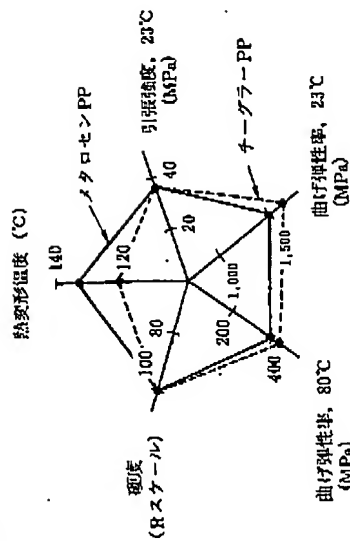 熱変形温度 (℃)
140
120
メタロセンPP
引張強度, 23℃
(MPa)
40
20
チーグラーPP
曲げ弾性率, 23℃
(MPa)
1,500
1,000
曲げ弾性率, 80℃
(MPa)
400
200
硬度
(Rスケール)
100
80